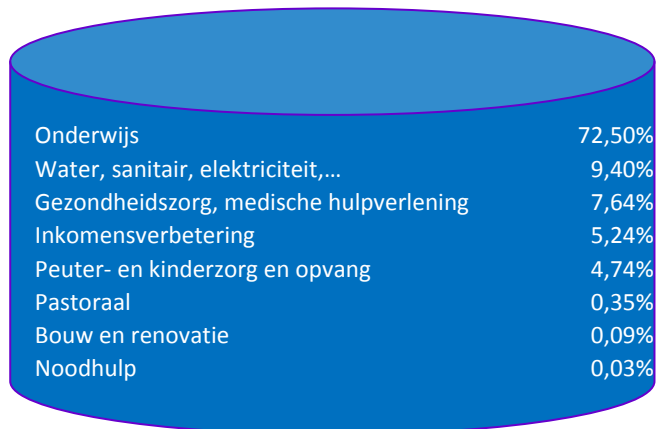 Onderwijs 72,50%
Water, sanitair, elektriciteit,… 9,40%
Gezondheidszorg, medische hulpverlening 7,64%
Inkomensverbetering 5,24%
Peuter- en kinderzorg en opvang 4,74%
Pastoraal 0,35%
Bouw en renovatie 0,09%
Noodhulp 0,03%